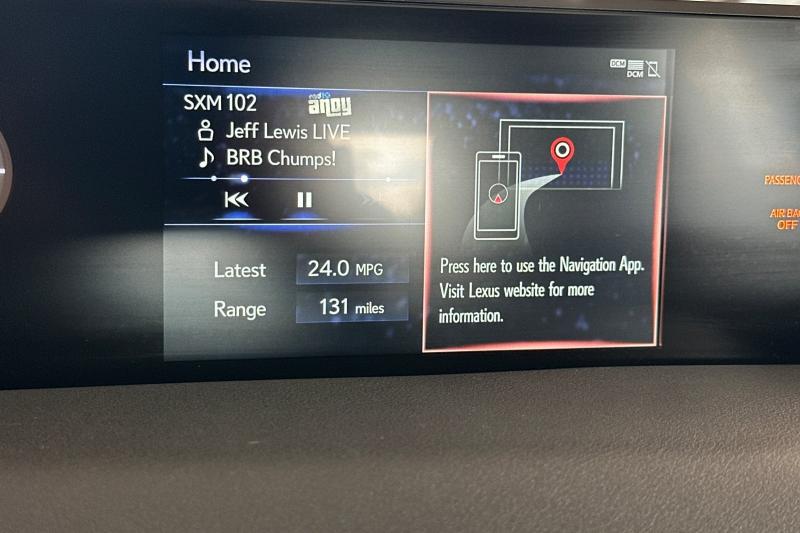 Home
DCM
DCM
SXM 102
radio
andy
Jeff Lewis LIVE
BRB Chumps!
Latest 24.0 MPG
Range 131 miles
Press here to use the Navigation App.
Visit Lexus website for more
information.
AIR BAG
OFF